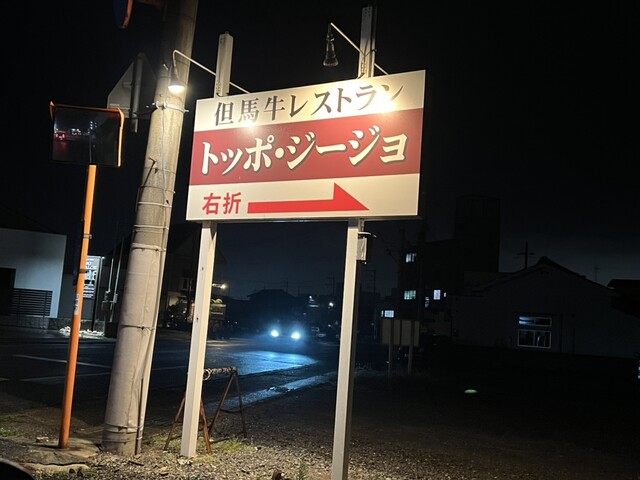 但馬牛レストラン
トッポ・ジージョ
右折